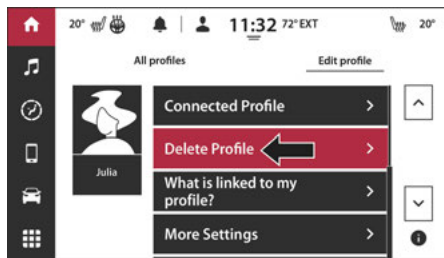 20° 11:32 72°EXT 20°
All profiles Edit profile
Connected Profile
Delete Profile
Julia
What is linked to my
profile?
More Settings